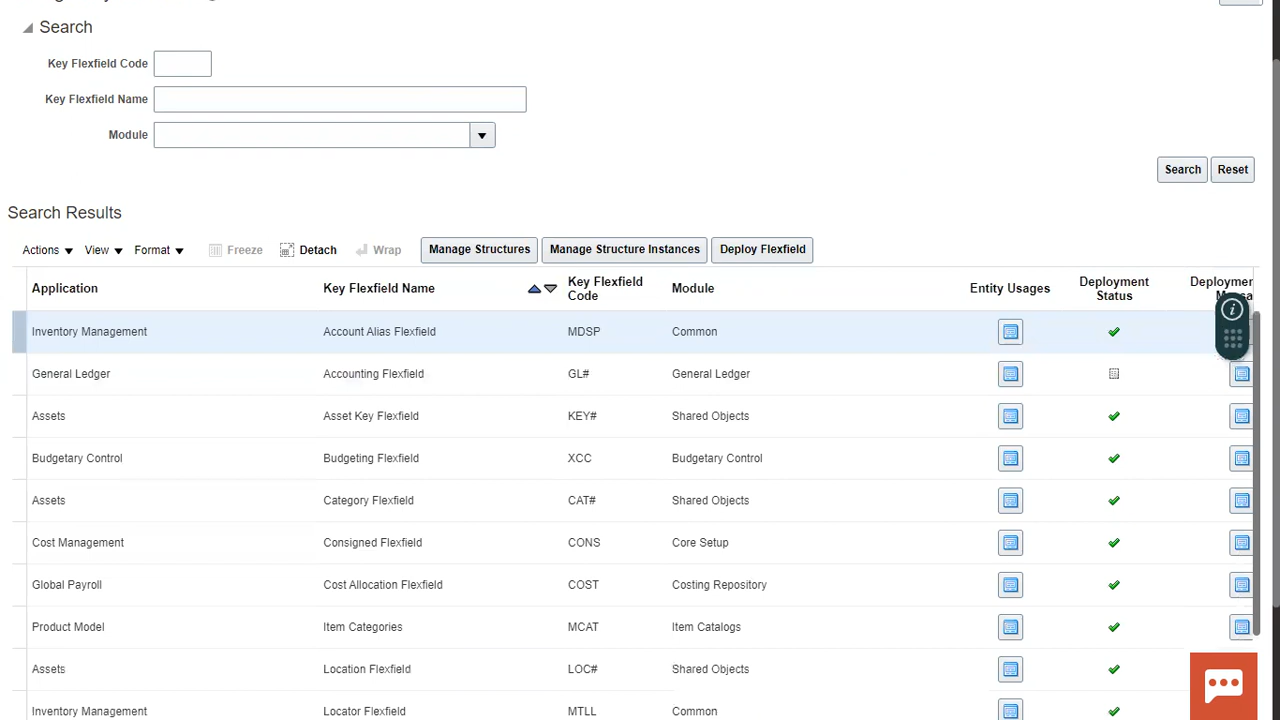 Search
Key Flexfield Code
Key Flexfield Name
Module
Search Reset
Search Results
Actions View Format Freeze Detach Wrap Manage Structures Manage Structure Instances Deploy Flexfield
Application Key Flexfield Name Key Flexfield Code Module Entity Usages Deployment Status
Inventory Management Account Alias Flexfield MDSP Common
General Ledger Accounting Flexfield GL# General Ledger
Assets Asset Key Flexfield KEY# Shared Objects
Budgetary Control Budgeting Flexfield XCC Budgetary Control
Assets Category Flexfield CAT# Shared Objects
Cost Management Consigned Flexfield CONS Core Setup
Global Payroll Cost Allocation Flexfield COST Costing Repository
Product Model Item Categories MCAT Item Catalogs
Assets Location Flexfield LOC# Shared Objects
Inventory Management Locator Flexfield MTLL Common